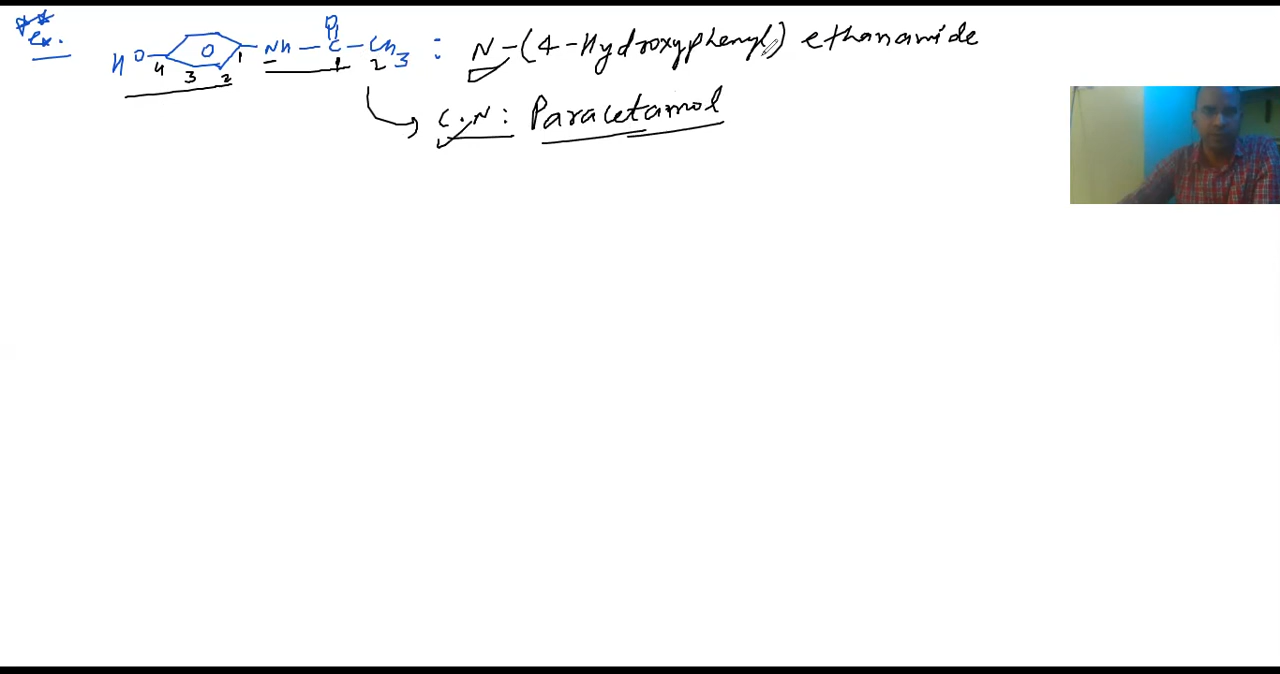 ** O
ex. HO – NH – C – CH3 : N-(4-Hydroxyphenyl) ethanamide
4 3 2 1 1 2
C.N : Paracetamol